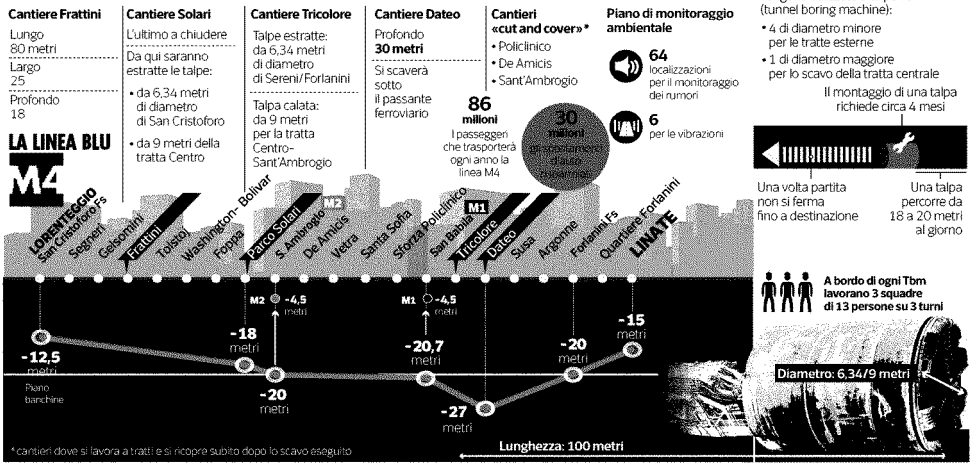 Cantiere Frattini
Lungo
80 metri
Largo
25
Profondo
18
LA LINEA BLU
M4
Cantiere Solari
L'ultimo a chiudere
Da qui saranno
estratte le talpe:
• da 6,34 metri
di diametro
di San Cristoforo
• da 9 metri della
tratta Centro
Cantiere Tricolore
Talpe estratte:
da 6,34 metri
di diametro
di Sereni/Forlanini
Talpa calata:
da 9 metri
per la tratta
Centro-
Sant'Ambrogio
Cantiere Dateo
Profondo
30 metri
Si scaverà
sotto
il passante
ferroviario
Cantieri
«cut and cover»*
• Policlinico
• De Amicis
• Sant'Ambrogio
86
milioni
I passeggeri
che trasporterà
ogni anno la
linea M4
30
milioni
gli spostamenti
d'auto
Piano di monitoraggio
ambientale
64
localizzazioni
per il monitoraggio
dei rumori
6
per le vibrazioni
(tunnel boring machine):
• 4 di diametro minore
per le tratte esterne
• 1 di diametro maggiore
per lo scavo della tratta centrale
Il montaggio di una talpa
richiede circa 4 mesi
Una volta partita
non si ferma
fino a destinazione
Una talpa
percorre da
18 a 20 metri
al giorno
LORENTEGGIO
San Cristoforo Fs
Segneri
Gelsomini
Frattini
Tolstoj
Washington-Bolivar
Foppa
Parco Solari
M2
S. Ambrogio
De Amicis
Vetra
Santa Sofia
Sforza Policlinico
M1
San Babila
Tricolore
Dateo
Susa
Argonne
Forlanini Fs
Quartiere Forlanini
LINATE
M2 -4,5
metri
M1 -4,5
metri
-12,5
metri
-18
metri
-20
metri
-20,7
metri
-27
metri
-20
metri
-15
metri
Piano
banchine
A bordo di ogni Tbm
lavorano 3 squadre
di 13 persone su 3 turni
Diametro: 6,34/9 metri
Lunghezza: 100 metri
* cantieri dove si lavora a tratti e si ricopre subito dopo lo scavo eseguito